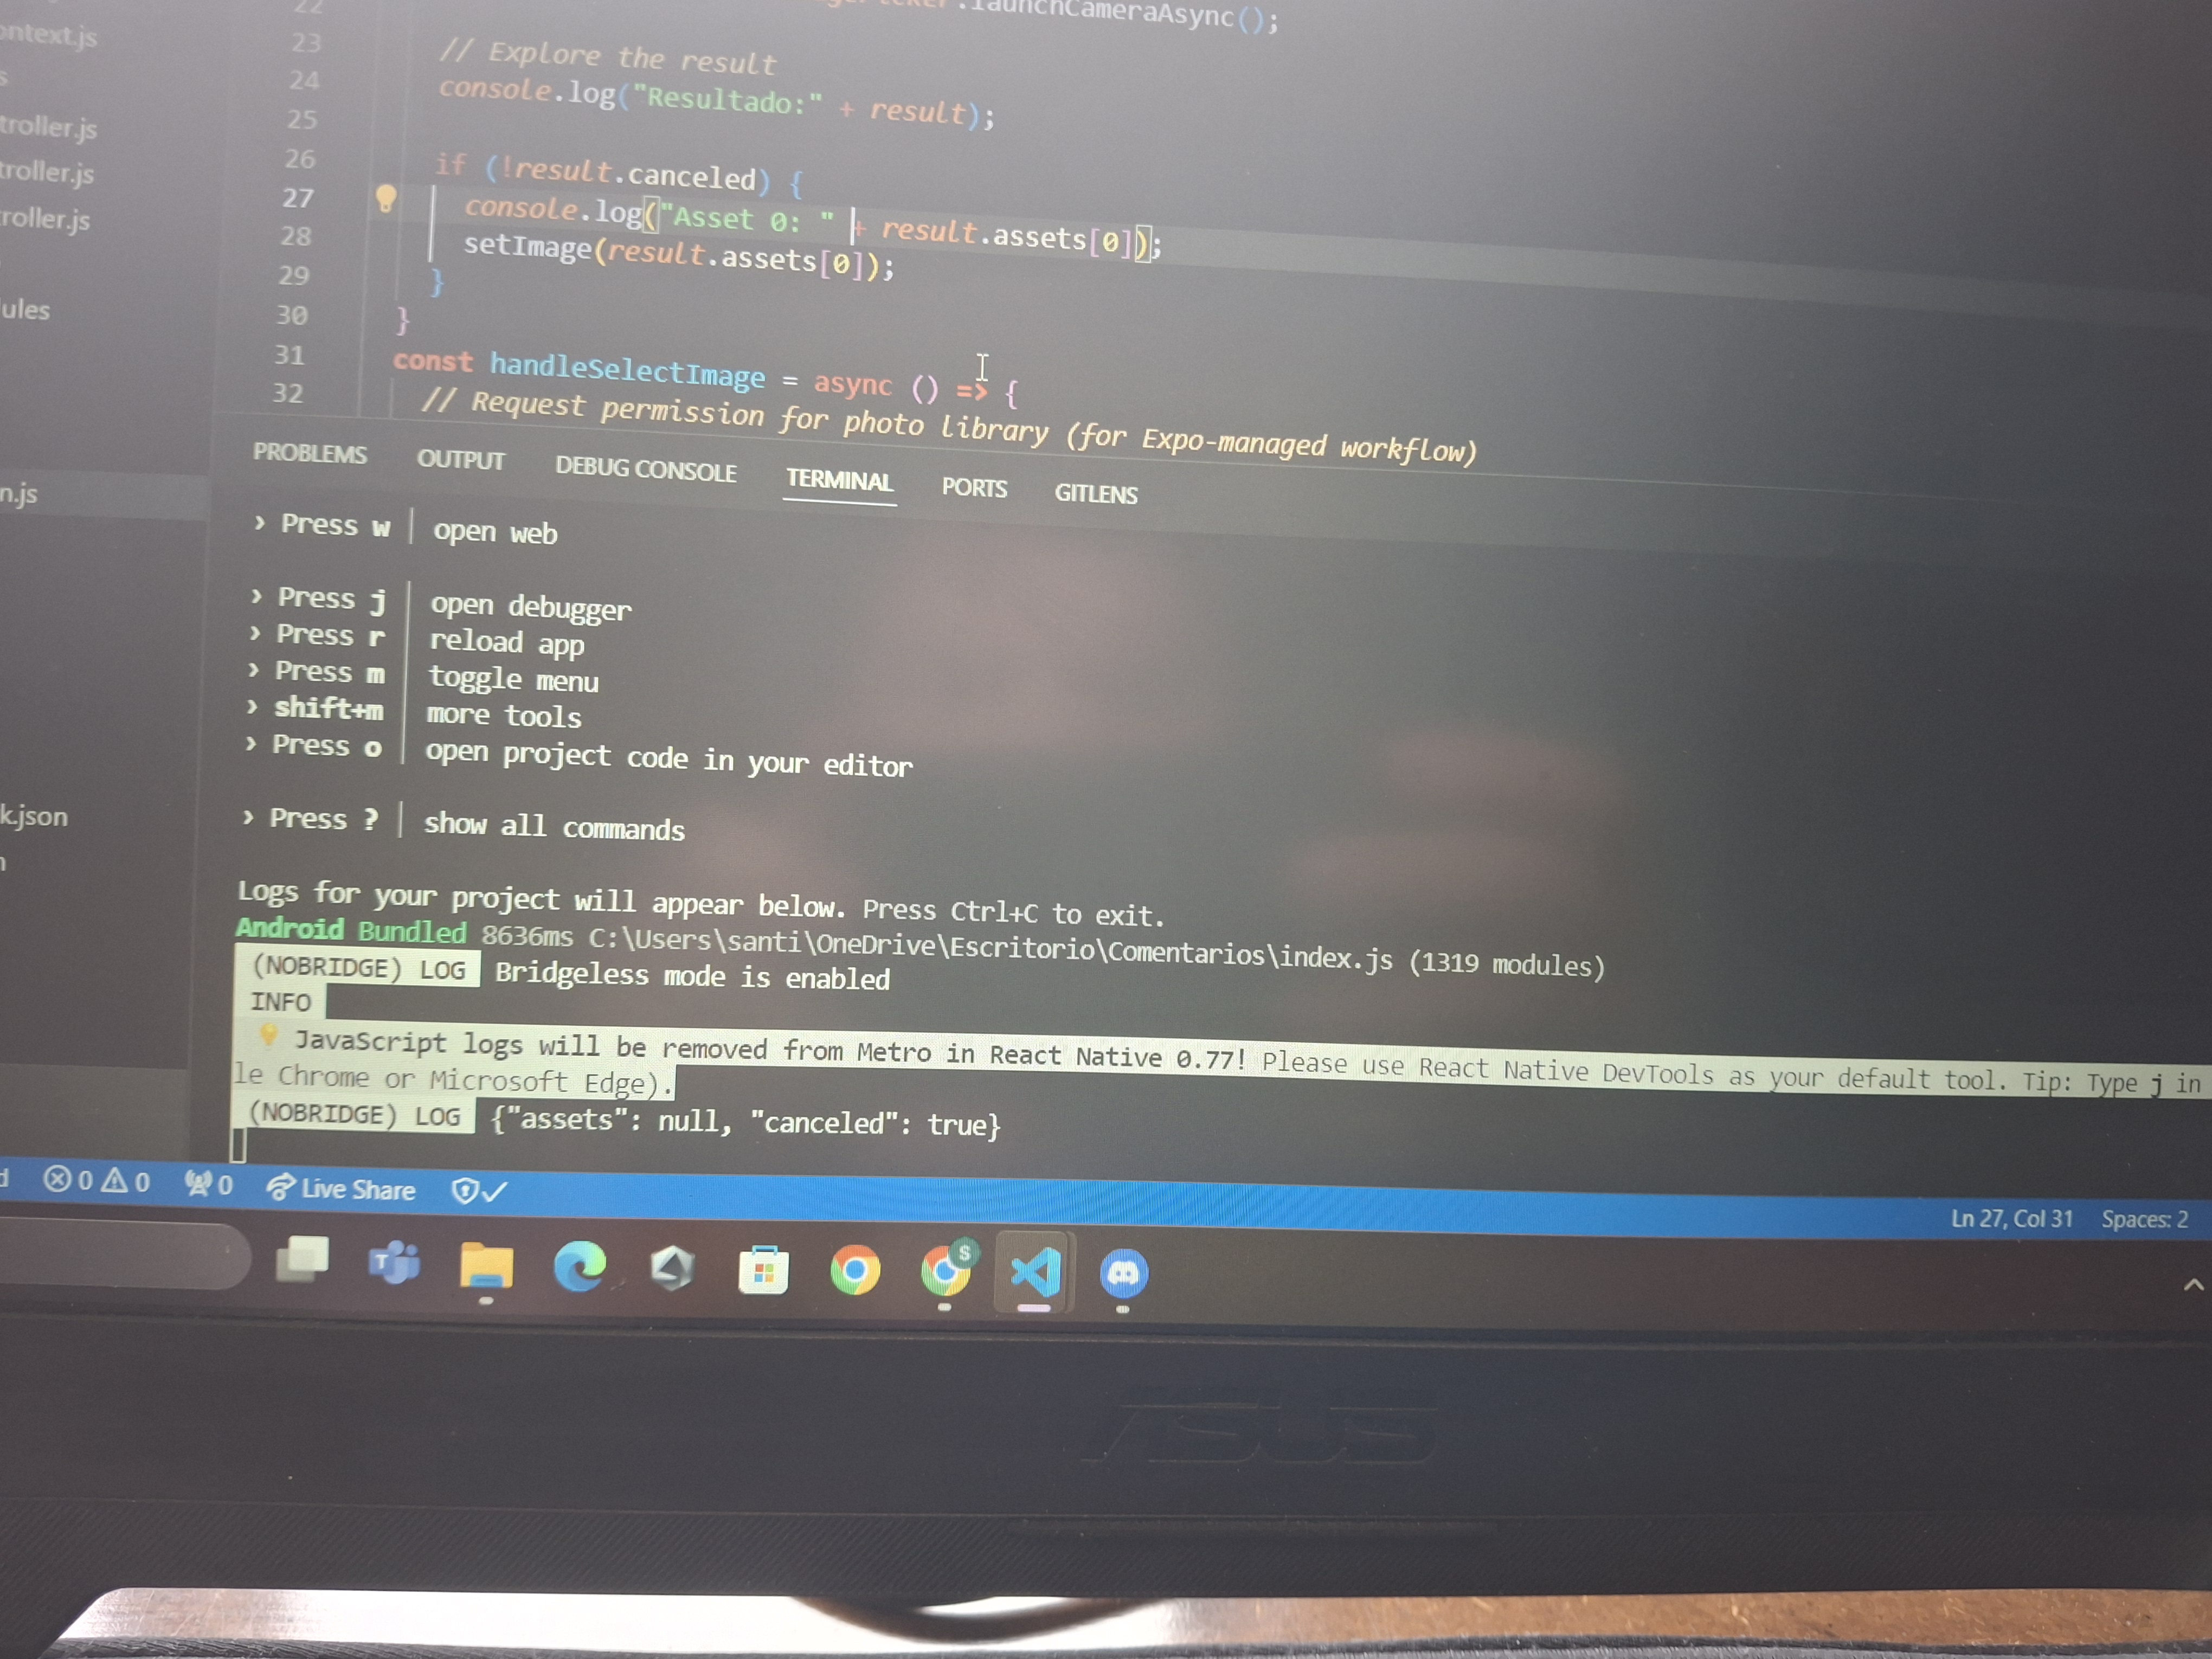 22
.launchCameraAsync();
ontext.js
23
s
24 // Explore the result
troller.js
25 console.log("Resultado:" + result);
troller.js
26
roller.js
if (!result.canceled) {
27 console.log("Asset 0: " + result.assets[0]);
28 setImage(result.assets[0]);
29 }
ules
30 }
31 const handleSelectImage = async () => {
32 // Request permission for photo library (for Expo-managed workflow)
PROBLEMS OUTPUT DEBUG CONSOLE TERMINAL PORTS GITLENS
n.js
› Press w │ open web
› Press j │ open debugger
› Press r │ reload app
› Press m │ toggle menu
› shift+m │ more tools
› Press o │ open project code in your editor
k.json
› Press ? │ show all commands
Logs for your project will appear below. Press Ctrl+C to exit.
Android Bundled 8636ms C:\Users\santi\OneDrive\Escritorio\Comentarios\index.js (1319 modules)
(NOBRIDGE) LOG Bridgeless mode is enabled
INFO
JavaScript logs will be removed from Metro in React Native 0.77! Please use React Native DevTools as your default tool. Tip: Type j in
le Chrome or Microsoft Edge).
(NOBRIDGE) LOG {"assets": null, "canceled": true}
0 0 0 Live Share
Ln 27, Col 31 Spaces: 2
S
T
ASUS